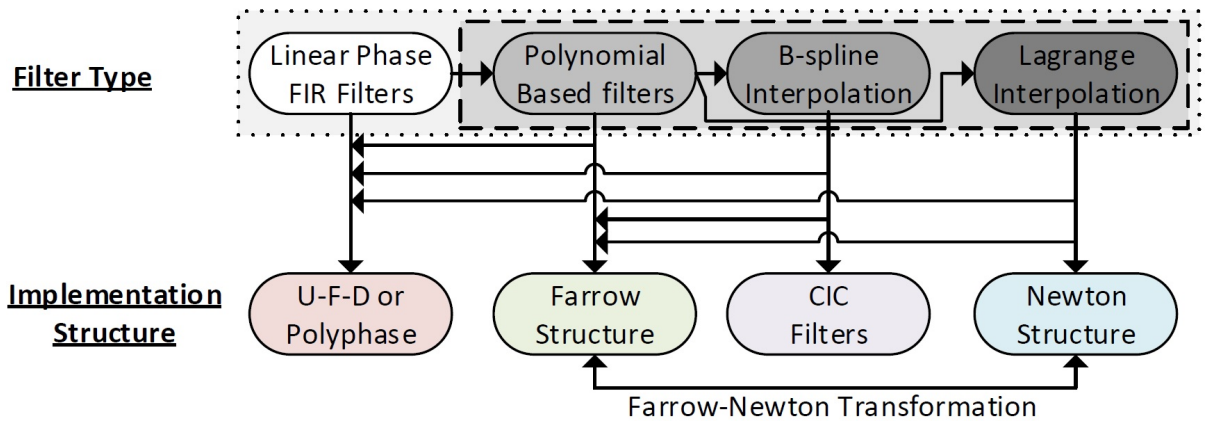 Filter Type
Linear Phase
FIR Filters
Polynomial
Based filters
B-spline
Interpolation
Lagrange
Interpolation
Implementation
Structure
U-F-D or
Polyphase
Farrow
Structure
CIC
Filters
Newton
Structure
Farrow-Newton Transformation